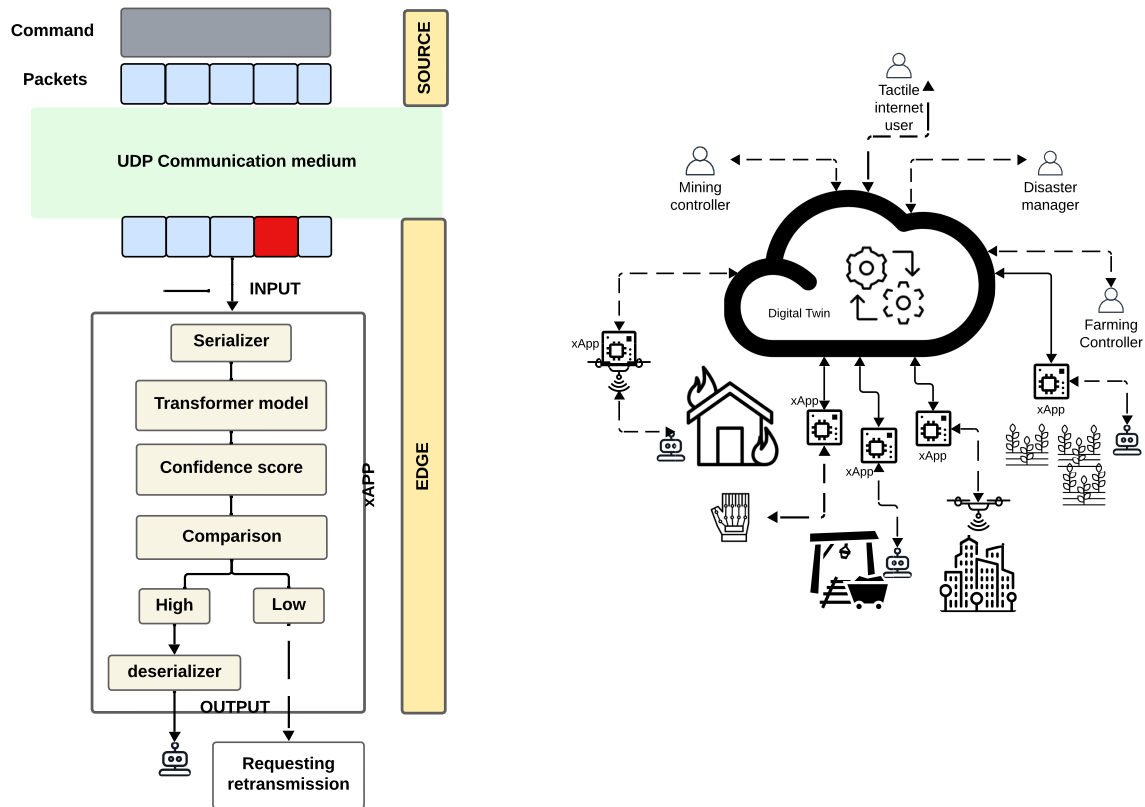 Command
Packets
SOURCE
UDP Communication medium
INPUT
Serializer
Transformer model
Confidence score
Comparison
High
Low
deserializer
OUTPUT
Requesting
retransmission
xAPP
EDGE
Tactile
internet
user
Mining
controller
Disaster
manager
Digital Twin
Farming
Controller
xApp
xApp
xApp
xApp
xApp